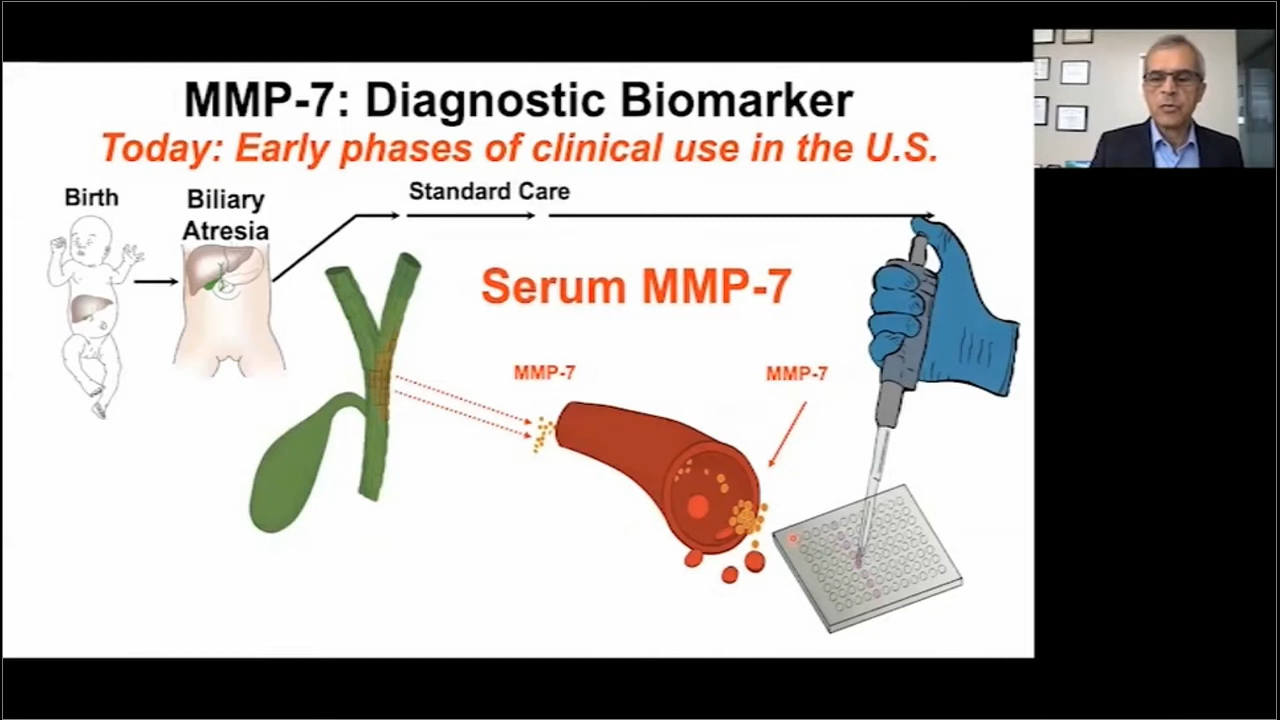 MMP-7: Diagnostic Biomarker
Today: Early phases of clinical use in the U.S.
Birth
Biliary
Atresia
Standard Care
Serum MMP-7
MMP-7
MMP-7